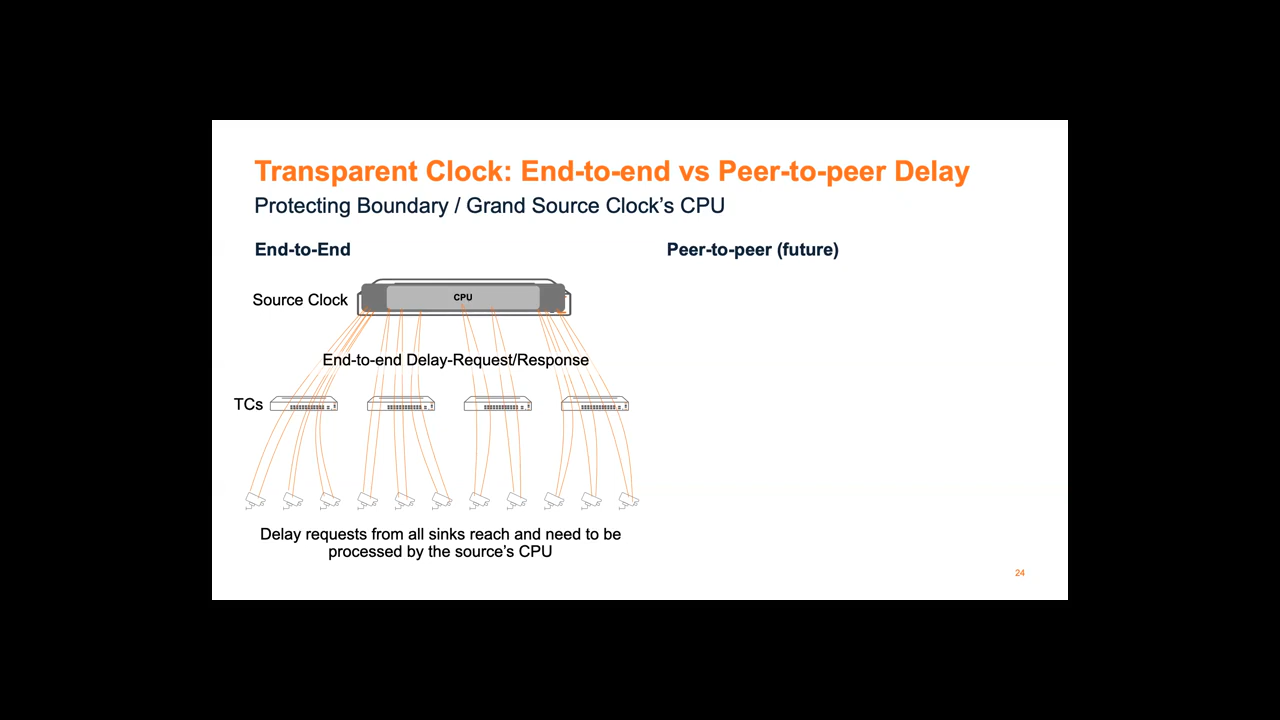 Transparent Clock: End-to-end vs Peer-to-peer Delay
Protecting Boundary / Grand Source Clock's CPU
End-to-End
Peer-to-peer (future)
Source Clock
CPU
End-to-end Delay-Request/Response
TCs
Delay requests from all sinks reach and need to be
processed by the source's CPU
24